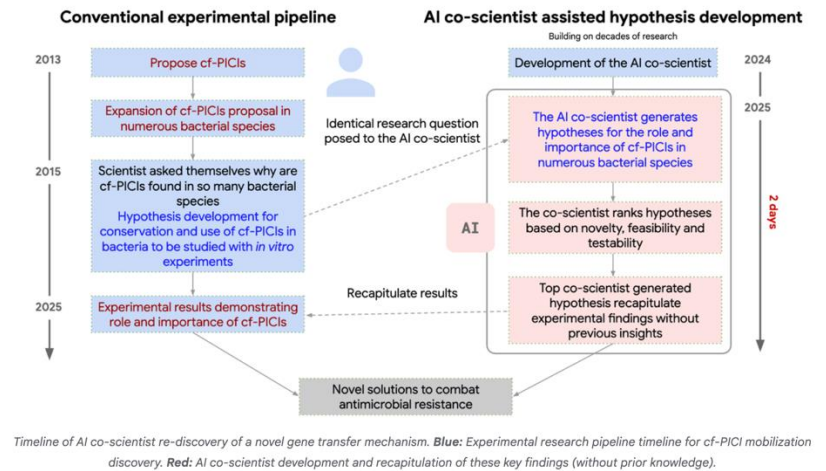 Conventional experimental pipeline
AI co-scientist assisted hypothesis development
Building on decades of research
2013
Propose cf-PICIs
Development of the AI co-scientist
2024
2025
Expansion of cf-PICIs proposal in
numerous bacterial species
Identical research question
posed to the AI co-scientist
The AI co-scientist generates
hypotheses for the role and
importance of cf-PICIs in
numerous bacterial species
2015
Scientist asked themselves why are
cf-PICIs found in so many bacterial
species
Hypothesis development for
conservation and use of cf-PICIs in
bacteria to be studied with in vitro
experiments
AI
The co-scientist ranks hypotheses
based on novelty, feasibility and
testability
2 days
2025
Experimental results demonstrating
role and importance of cf-PICIs
Recapitulate results
Top co-scientist generated
hypothesis recapitulate
experimental findings without
previous insights
Novel solutions to combat
antimicrobial resistance
Timeline of AI co-scientist re-discovery of a novel gene transfer mechanism. Blue: Experimental research pipeline timeline for cf-PICI mobilization
discovery. Red: AI co-scientist development and recapitulation of these key findings (without prior knowledge).